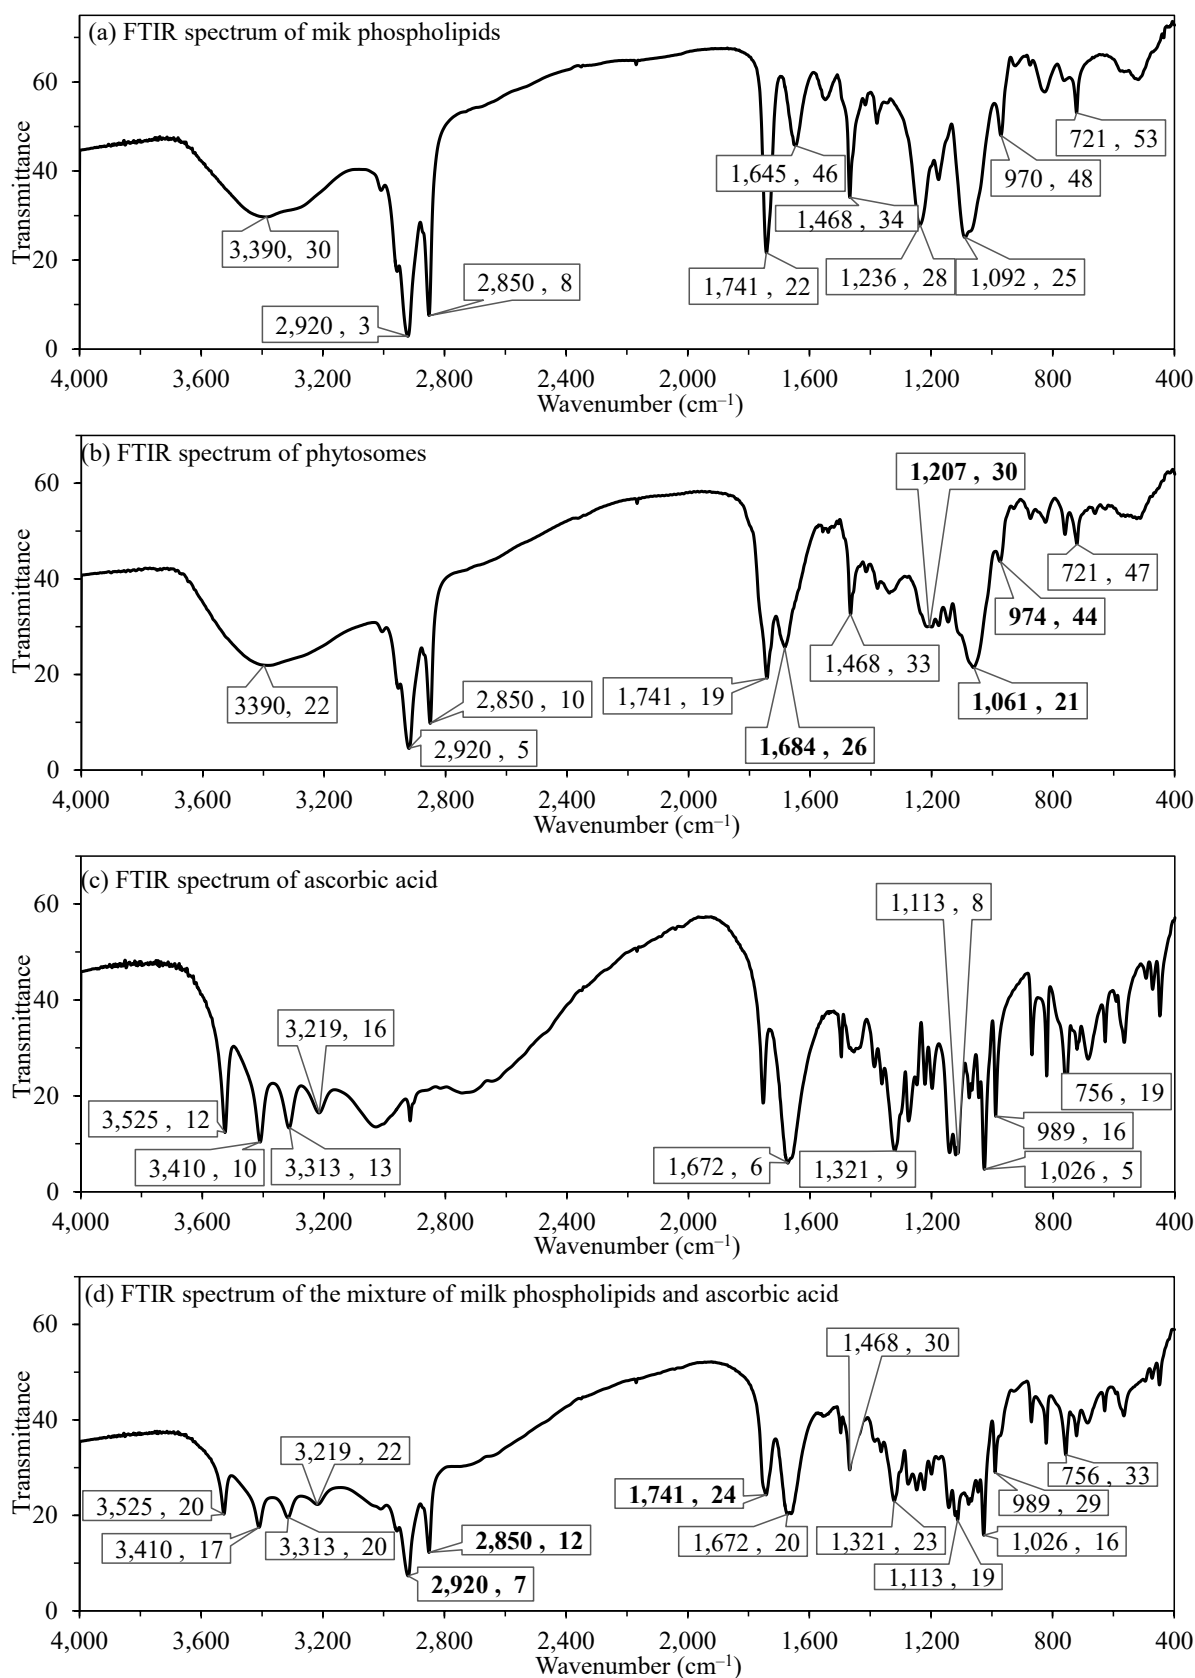 (a) FTIR spectrum of mik phospholipids
Transmittance
60
40
20
0
3,390, 30
2,920 , 3
2,850 , 8
1,741 , 22
1,645 , 46
1,468 , 34
1,236 , 28
1,092 , 25
970 , 48
721 , 53
4,000 3,600 3,200 2,800 2,400 2,000 1,600 1,200 800 400
Wavenumber (cm⁻¹)
(b) FTIR spectrum of phytosomes
Transmittance
60
40
20
0
3390, 22
2,920 , 5
2,850 , 10
1,741 , 19
1,684 , 26
1,468 , 33
1,207 , 30
1,061 , 21
974 , 44
721 , 47
4,000 3,600 3,200 2,800 2,400 2,000 1,600 1,200 800 400
Wavenumber (cm⁻¹)
(c) FTIR spectrum of ascorbic acid
Transmittance
60
40
20
0
3,525 , 12
3,410 , 10
3,313 , 13
3,219, 16
1,672 , 6
1,321 , 9
1,113 , 8
1,026 , 5
989 , 16
756 , 19
4,000 3,600 3,200 2,800 2,400 2,000 1,600 1,200 800 400
Wavenumber (cm⁻¹)
(d) FTIR spectrum of the mixture of milk phospholipids and ascorbic acid
Transmittance
60
40
20
0
3,525 , 20
3,410 , 17
3,313 , 20
3,219 , 22
2,920 , 7
2,850 , 12
1,741 , 24
1,672 , 20
1,468 , 30
1,321 , 23
1,113 , 19
1,026 , 16
989 , 29
756 , 33
4,000 3,600 3,200 2,800 2,400 2,000 1,600 1,200 800 400
Wavenumber (cm⁻¹)